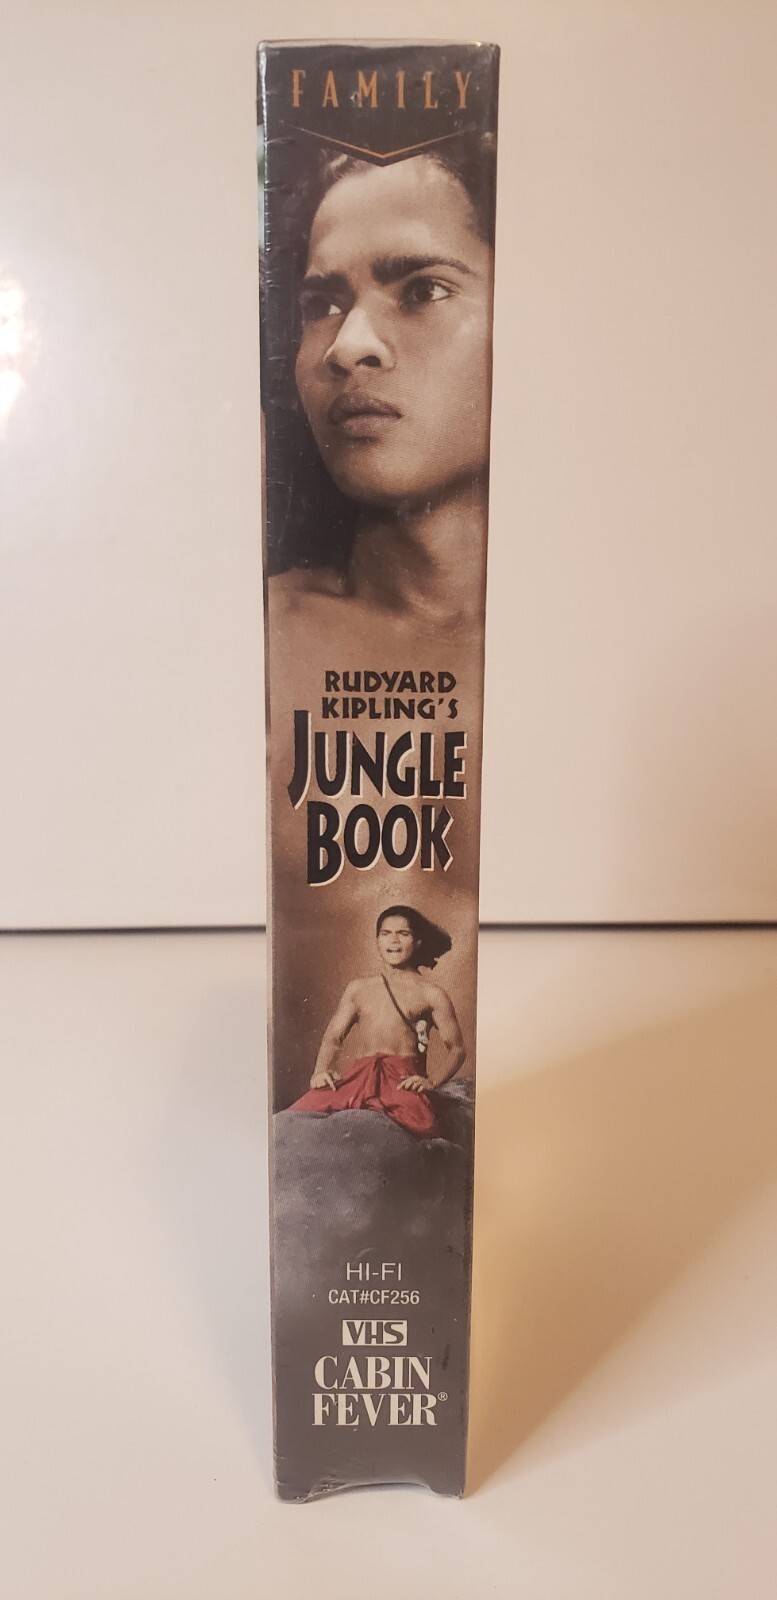 FAMILY
RUDYARD
KIPLING'S
JUNGLE
BOOK
HI-FI
CAT#CF256
VHS
CABIN
FEVER®